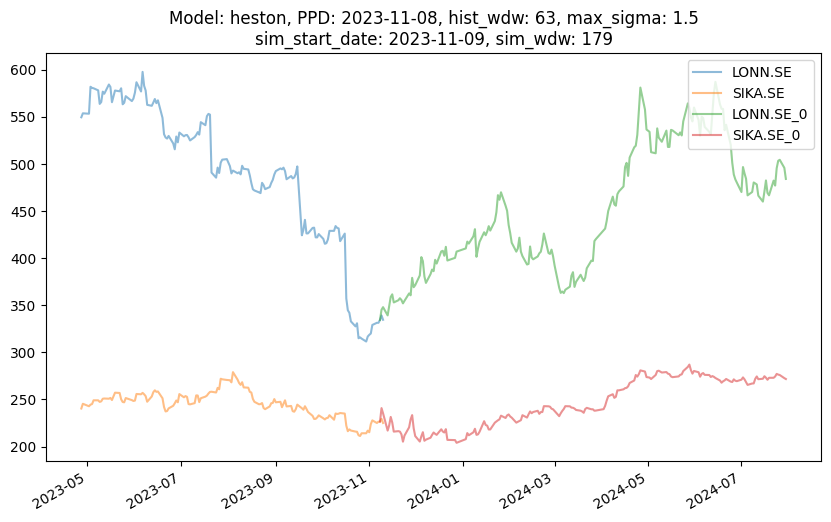 Model: heston, PPD: 2023-11-08, hist_wdw: 63, max_sigma: 1.5
sim_start_date: 2023-11-09, sim_wdw: 179
LONN.SE
SIKA.SE
LONN.SE_0
SIKA.SE_0
600
550
500
450
400
350
300
250
200
2023-05
2023-07
2023-09
2023-11
2024-01
2024-03
2024-05
2024-07